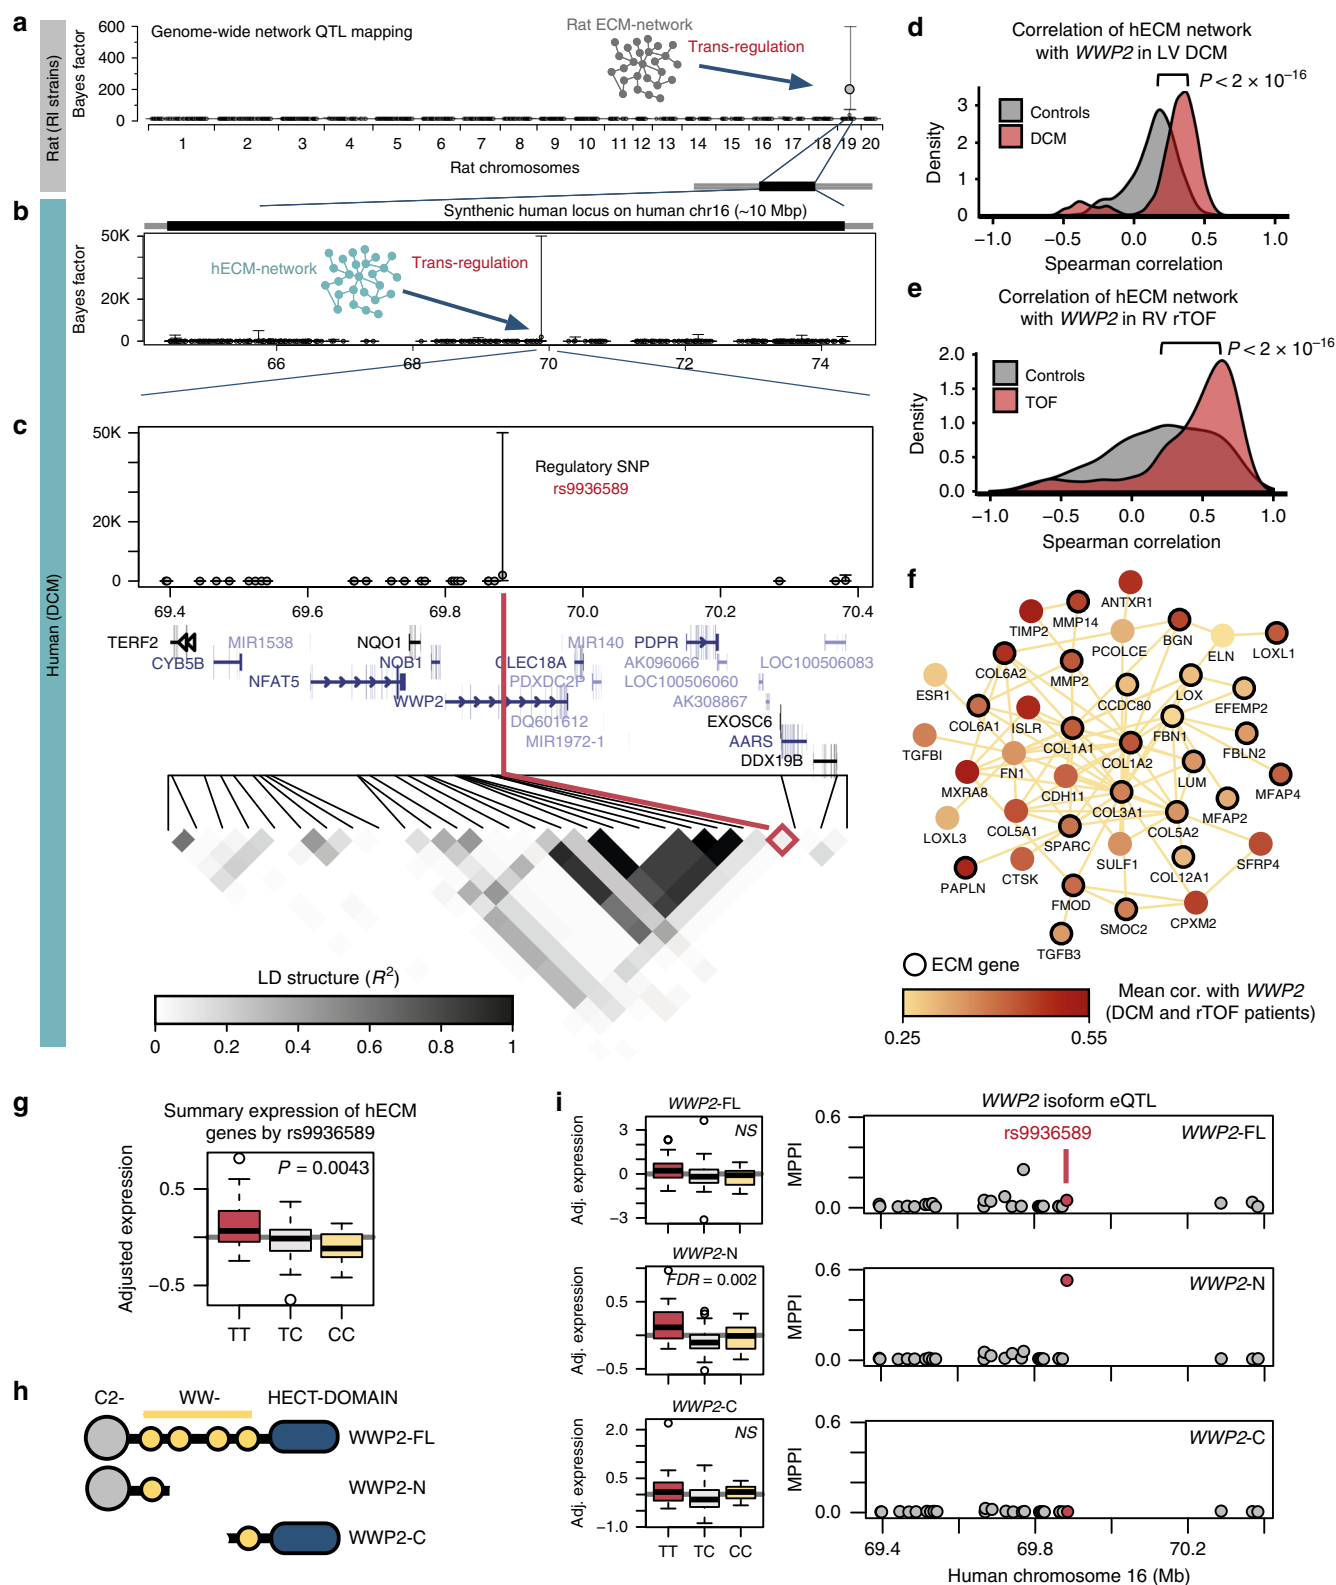 a
Rat (RI strains)
Bayes factor
600
400
200
0
Genome-wide network QTL mapping
Rat ECM-network
Trans-regulation
1 2 3 4 5 6 7 8 9 10 11 12 13 14 15 16 17 18 19 20
Rat chromosomes
b
Human (DCM)
Synthenic human locus on human chr16 (~10 Mbp)
Bayes factor
50K
20K
0
hECM-network
Trans-regulation
66 68 70 72 74
c
50K
20K
0
Regulatory SNP
rs9936589
69.4 69.6 69.8 70.0 70.2 70.4
TERF2 MIR1538 NQO1 MIR140 PDPR
CYB5B NOB1 CLEC18A AK096066 LOC100506083
NFAT5 PDXDC2P LOC100506060
WWP2 AK308867
DQ601612 EXOSC6
MIR1972-1 AARS
DDX19B
LD structure (R²)
0 0.2 0.4 0.6 0.8 1
d
Correlation of hECM network
with WWP2 in LV DCM
P < 2 × 10⁻¹⁶
Controls
DCM
Density
3
2
1
0
−1.0 −0.5 0.0 0.5 1.0
Spearman correlation
e
Correlation of hECM network
with WWP2 in RV rTOF
P < 2 × 10⁻¹⁶
Controls
TOF
Density
2.0
1.5
1.0
0.5
0.0
−1.0 −0.5 0.0 0.5 1.0
Spearman correlation
f
ANTXR1
TIMP2
MMP14
PCOLCE
BGN
ELN
LOXL1
COL6A2
MMP2
ESR1
CCDC80
LOX
EFEMP2
COL6A1
ISLR
COL1A1
FBN1
FBLN2
TGFBI
FN1
COL1A2
LUM
MXRA8
CDH11
MFAP4
COL3A1
MFAP2
LOXL3
COL5A1
SPARC
COL5A2
SULF1
SFRP4
PAPLN
CTSK
COL12A1
FMOD
SMOC2
CPXM2
TGFB3
ECM gene
0.25 0.55
Mean cor. with WWP2
(DCM and rTOF patients)
g
Summary expression of hECM
genes by rs9936589
P = 0.0043
Adjusted expression
0.5
−0.5
TT TC CC
h
C2- WW- HECT-DOMAIN
WWP2-FL
WWP2-N
WWP2-C
i
WWP2-FL
NS
Adj. expression
3
0
−3
WWP2-N
FDR = 0.002
Adj. expression
0.5
−0.5
WWP2-C
NS
Adj. expression
2.0
0.5
−1.0
TT TC CC
WWP2 isoform eQTL
rs9936589
WWP2-FL
MPPI
0.6
0.0
WWP2-N
MPPI
0.6
0.0
WWP2-C
MPPI
0.6
0.0
69.4 69.8 70.2
Human chromosome 16 (Mb)